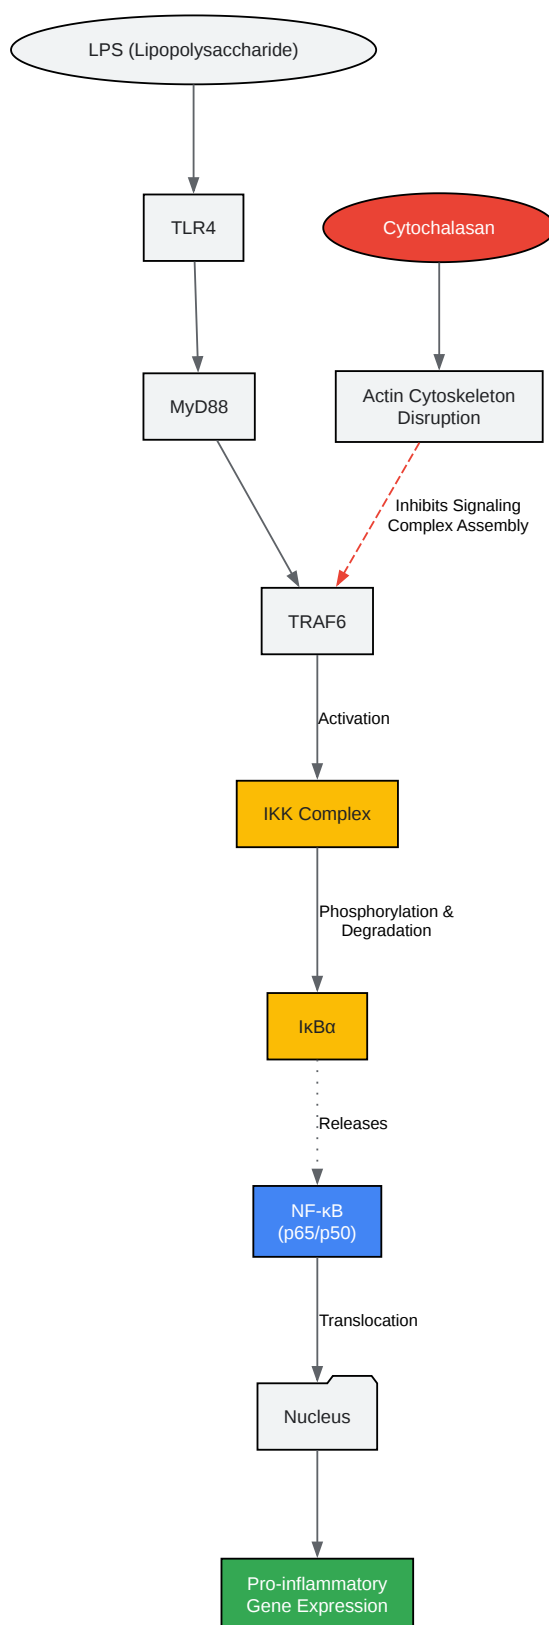 LPS (Lipopolysaccharide)
TLR4
Cytochalasan
MyD88
Actin Cytoskeleton
Disruption
Inhibits Signaling
Complex Assembly
TRAF6
Activation
IKK Complex
Phosphorylation &
Degradation
IκBα
Releases
NF-κB
(p65/p50)
Translocation
Nucleus
Pro-inflammatory
Gene Expression